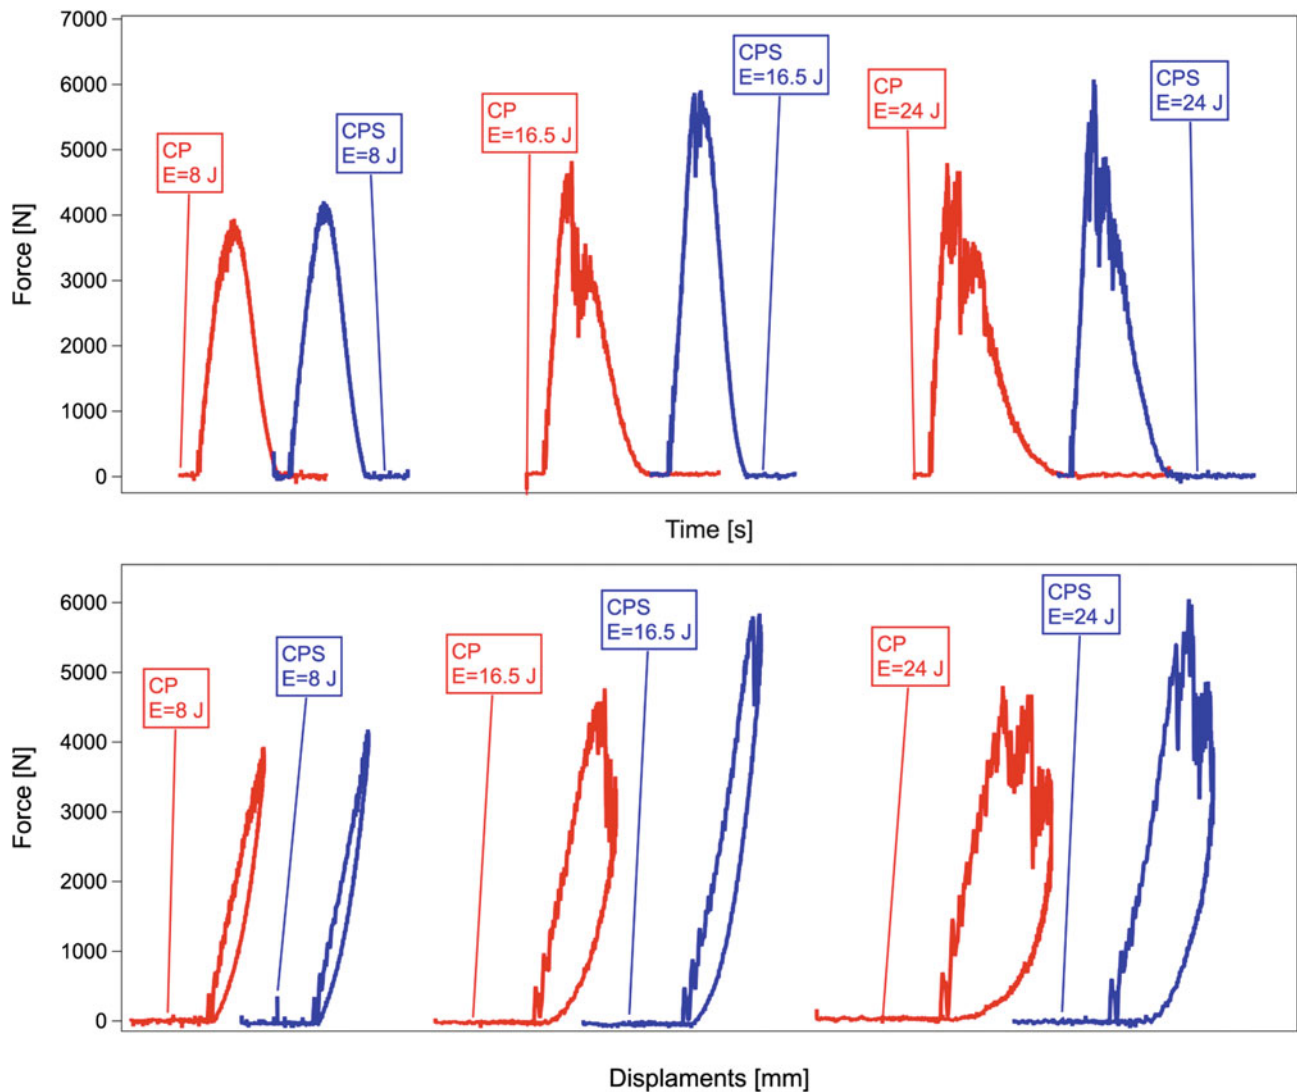 7000
6000
5000
4000
3000
2000
1000
0
Force [N]
CP
E=8 J
CPS
E=8 J
CP
E=16.5 J
CPS
E=16.5 J
CP
E=24 J
CPS
E=24 J
Time [s]
6000
5000
4000
3000
2000
1000
0
Force [N]
CP
E=8 J
CPS
E=8 J
CP
E=16.5 J
CPS
E=16.5 J
CP
E=24 J
CPS
E=24 J
Displaments [mm]